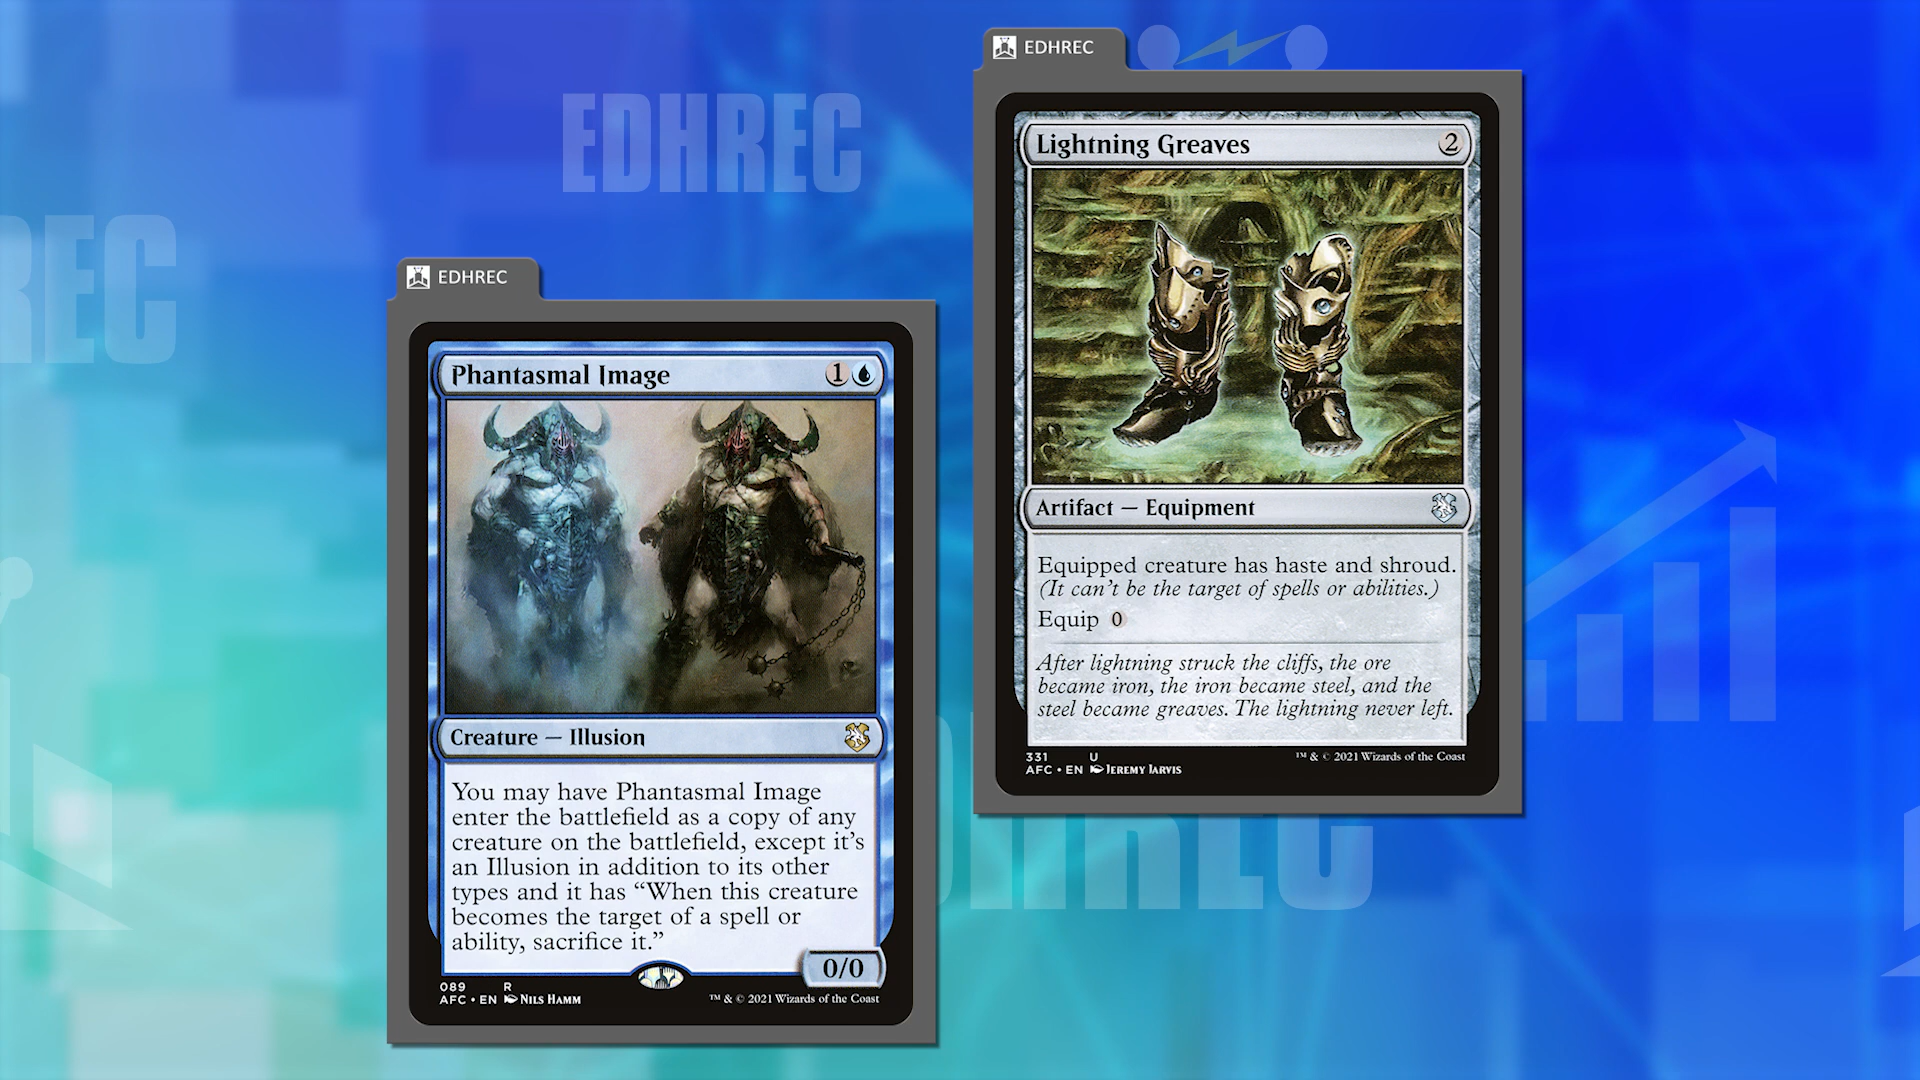 EDHREC
EDHREC
REC
EDHREC
Lightning Greaves 2
Artifact — Equipment
Equipped creature has haste and shroud.
(It can't be the target of spells or abilities.)
Equip 0
After lightning struck the cliffs, the ore
became iron, the iron became steel, and the
steel became greaves. The lightning never left.
331 U
AFC • EN JEREMY JARVIS
™ & © 2021 Wizards of the Coast
EDHREC
Phantasmal Image 1
Creature — Illusion
You may have Phantasmal Image
enter the battlefield as a copy of any
creature on the battlefield, except it's
an Illusion in addition to its other
types and it has “When this creature
becomes the target of a spell or
ability, sacrifice it.”
0/0
089 R
AFC • EN NILS HAMM
™ & © 2021 Wizards of the Coast